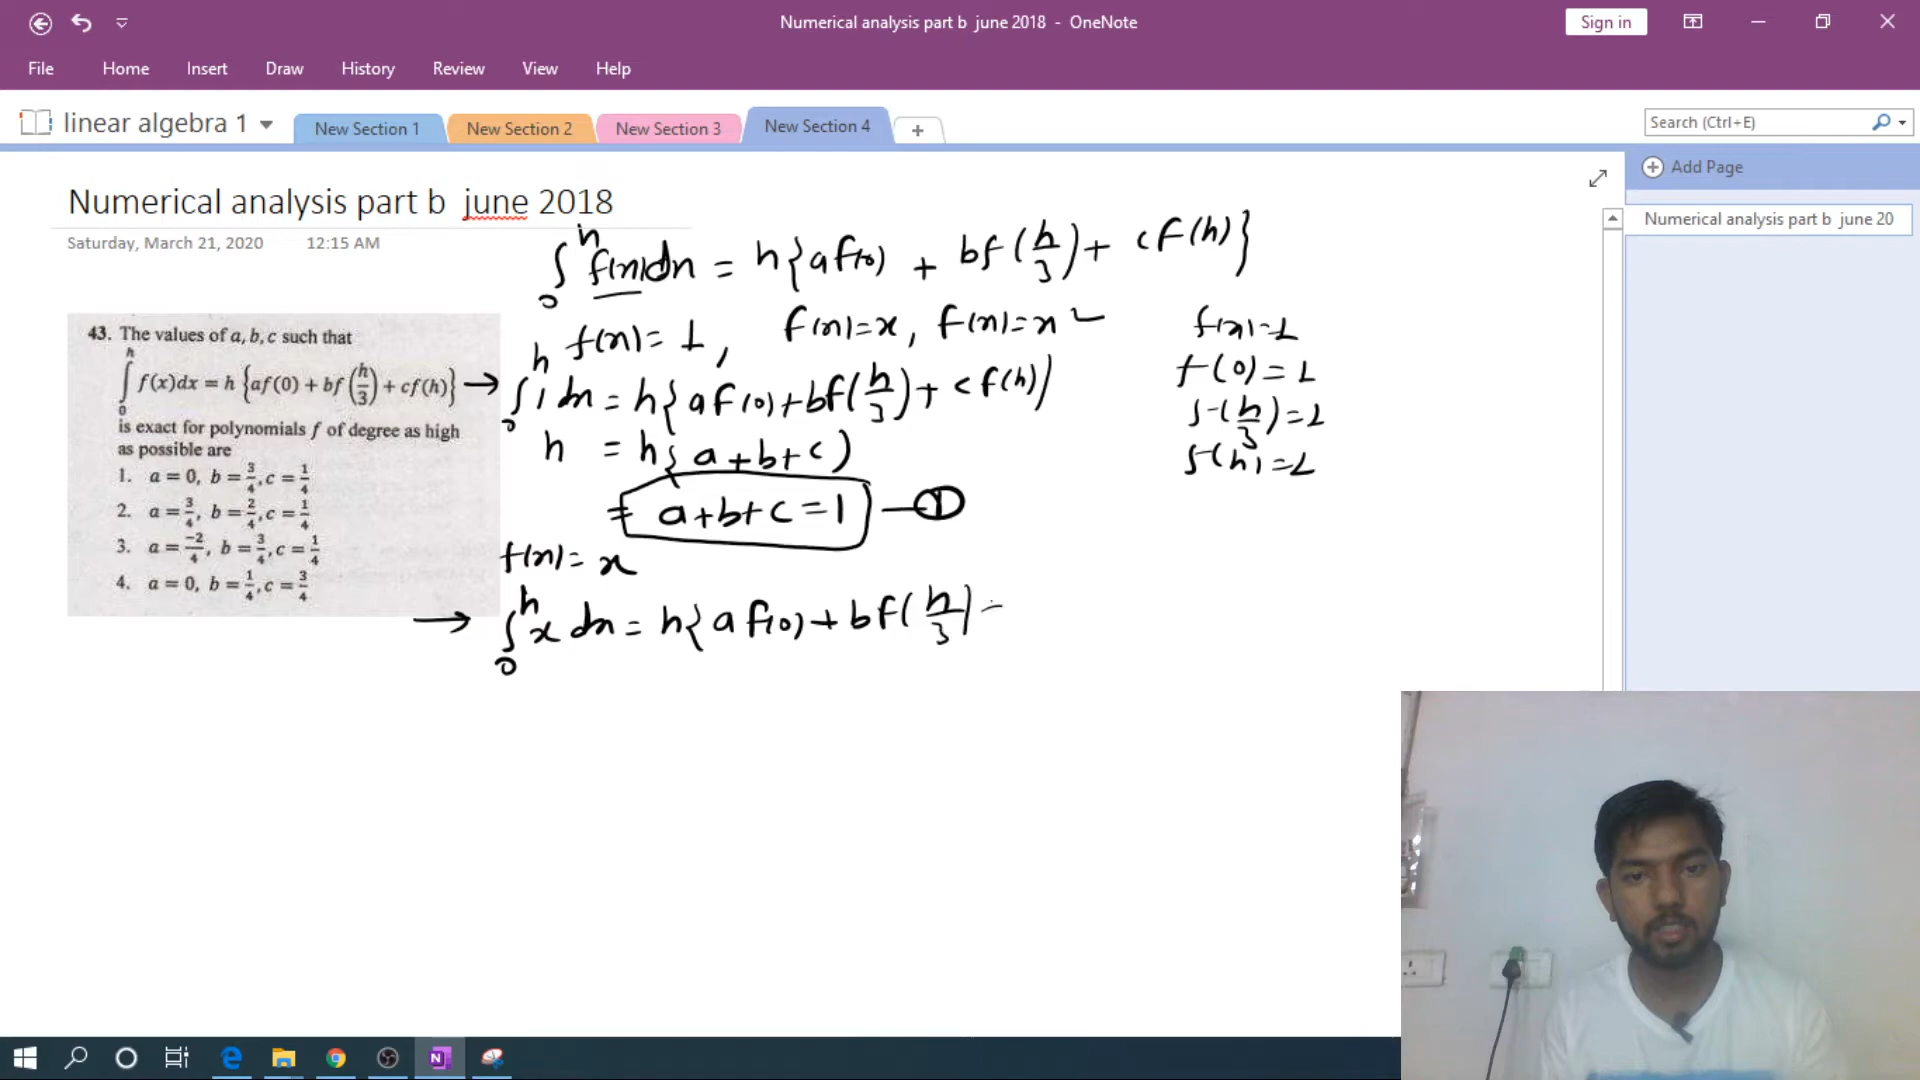 Numerical analysis part b june 2018 - OneNote
Sign in
File Home Insert Draw History Review View Help
linear algebra 1
New Section 1
New Section 2
New Section 3
New Section 4
+
Search (Ctrl+E)
Add Page
Numerical analysis part b june 20
Numerical analysis part b june 2018
Saturday, March 21, 2020 12:15 AM
43. The values of a, b, c such that
∫₀ʰ f(x)dx = h {af(0) + bf(h/3) + cf(h)}
is exact for polynomials f of degree as high
as possible are
1. a = 0, b = 3/4, c = 1/4
2. a = 3/4, b = 2/4, c = 1/4
3. a = -2/4, b = 3/4, c = 1/4
4. a = 0, b = 1/4, c = 3/4
∫₀ʰ f(x)dx = h{a f(0) + bf(h/3) + cf(h)}
f(x) = 1, f(x) = x, f(x) = x²
→ ∫₀ʰ 1 dx = h{a f(0) + bf(h/3) + cf(h)}
h = h{a+b+c}
= a+b+c = 1 — ①
f(x) = x
→ ∫₀ʰ x dx = h{a f(0) + bf(h/3) -
f(x) = 1
f(0) = 1
f(h/3) = 1
f(h) = 1